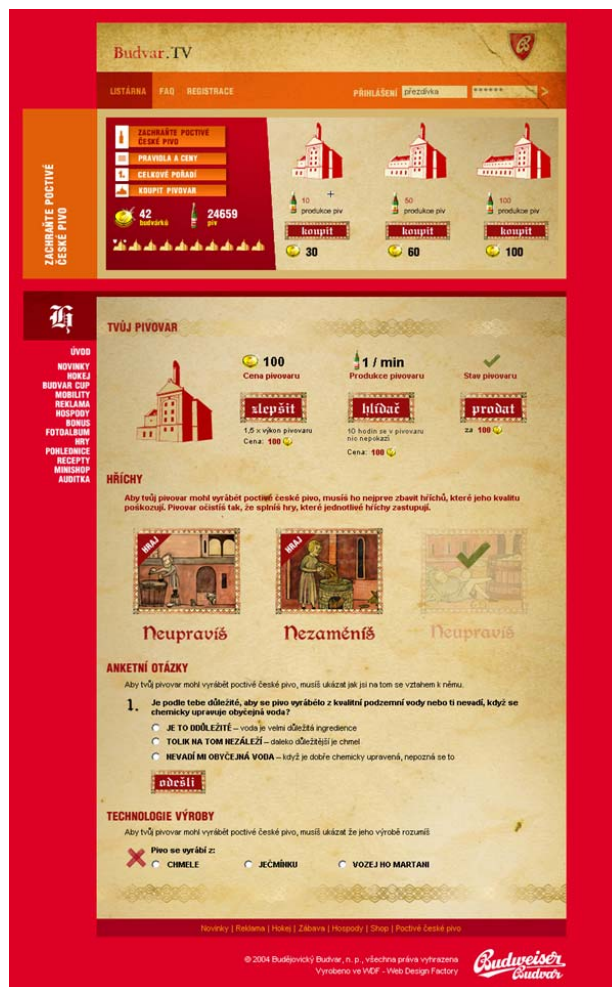 Budvar.TV
LISTÁRNA FAQ REGISTRACE
PŘIHLÁŠENÍ přezdívka ******
ZACHRAŇTE POCTIVÉ
ČESKÉ PIVO
ZACHRAŇTE POCTIVÉ
ČESKÉ PIVO
PRAVIDLA A CENY
CELKOVÉ POŘADÍ
KOUPIT PIVOVAR
42 24659
budvárků piv
10 50 100
produkce piv produkce piv produkce piv
koupit koupit koupit
30 60 100
ÚVOD
NOVINKY
HOKEJ
BUDVAR CUP
MOBILITY
REKLAMA
HOSPODY
BONUS
FOTOALBUM
HRY
POHLEDNICE
RECEPTY
MINISHOP
AUDITKA
TVŮJ PIVOVAR
100 1 / min
Cena pivovaru Produkce pivovaru Stav pivovaru
zlepšit hlídač prodat
1,5 x výkon pivovaru 10 hodin se v pivovaru za 100
Cena: 100 nic nepokazí
Cena: 100
HŘÍCHY
Aby tvůj pivovar mohl vyrábět poctivé české pivo, musíš ho nejprve zbavit hříchů, které jeho kvalitu
poškozují. Pivovar očistíš tak, že splníš hry, které jednotlivé hříchy zastupují.
HRAJ HRAJ
Neupravíš Nezaměníš Neupravíš
ANKETNÍ OTÁZKY
Aby tvůj pivovar mohl vyrábět poctivé české pivo, musíš ukázat jak jsi na tom se vztahem k němu.
1. Je podle tebe důležité, aby se pivo vyrábělo z kvalitní podzemní vody nebo ti nevadí, když se
chemicky upravuje obyčejná voda?
JE TO DDŮLEŽITÉ – voda je velmi důležitá ingredience
TOLIK NA TOM NEZÁLEŽÍ – daleko důležitější je chmel
NEVADÍ MI OBYČEJNÁ VODA – když je dobře chemicky upravená, nepozná se to
odešli
TECHNOLOGIE VÝROBY
Aby tvůj pivovar mohl vyrábět poctivé české pivo, musíš ukázat že jeho výrobě rozumíš
Pivo se vyrábí z:
CHMELE JEČMÍNKU VOZEJ HO MARTANI
Novinky | Reklama | Hokej | Zábava | Hospody | Shop | Poctivé české pivo
© 2004 Budějovický Budvar, n. p., všechna práva vyhrazena
Vyrobeno ve WDF - Web Design Factory
Budweiser
Budvar